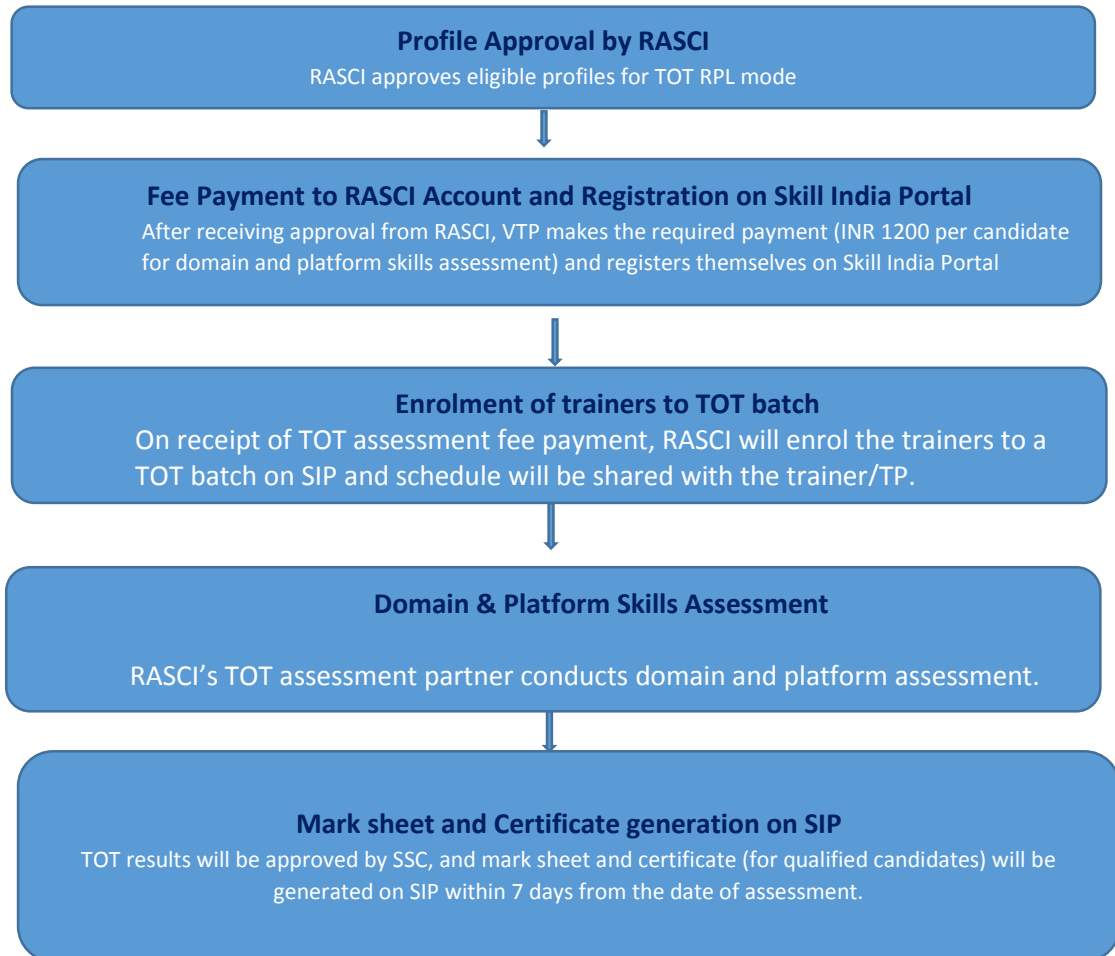 Profile Approval by RASCI
RASCI approves eligible profiles for TOT RPL mode
Fee Payment to RASCI Account and Registration on Skill India Portal
After receiving approval from RASCI, VTP makes the required payment (INR 1200 per candidate
for domain and platform skills assessment) and registers themselves on Skill India Portal
Enrolment of trainers to TOT batch
On receipt of TOT assessment fee payment, RASCI will enrol the trainers to a
TOT batch on SIP and schedule will be shared with the trainer/TP.
Domain & Platform Skills Assessment
RASCI’s TOT assessment partner conducts domain and platform assessment.
Mark sheet and Certificate generation on SIP
TOT results will be approved by SSC, and mark sheet and certificate (for qualified candidates) will be
generated on SIP within 7 days from the date of assessment.